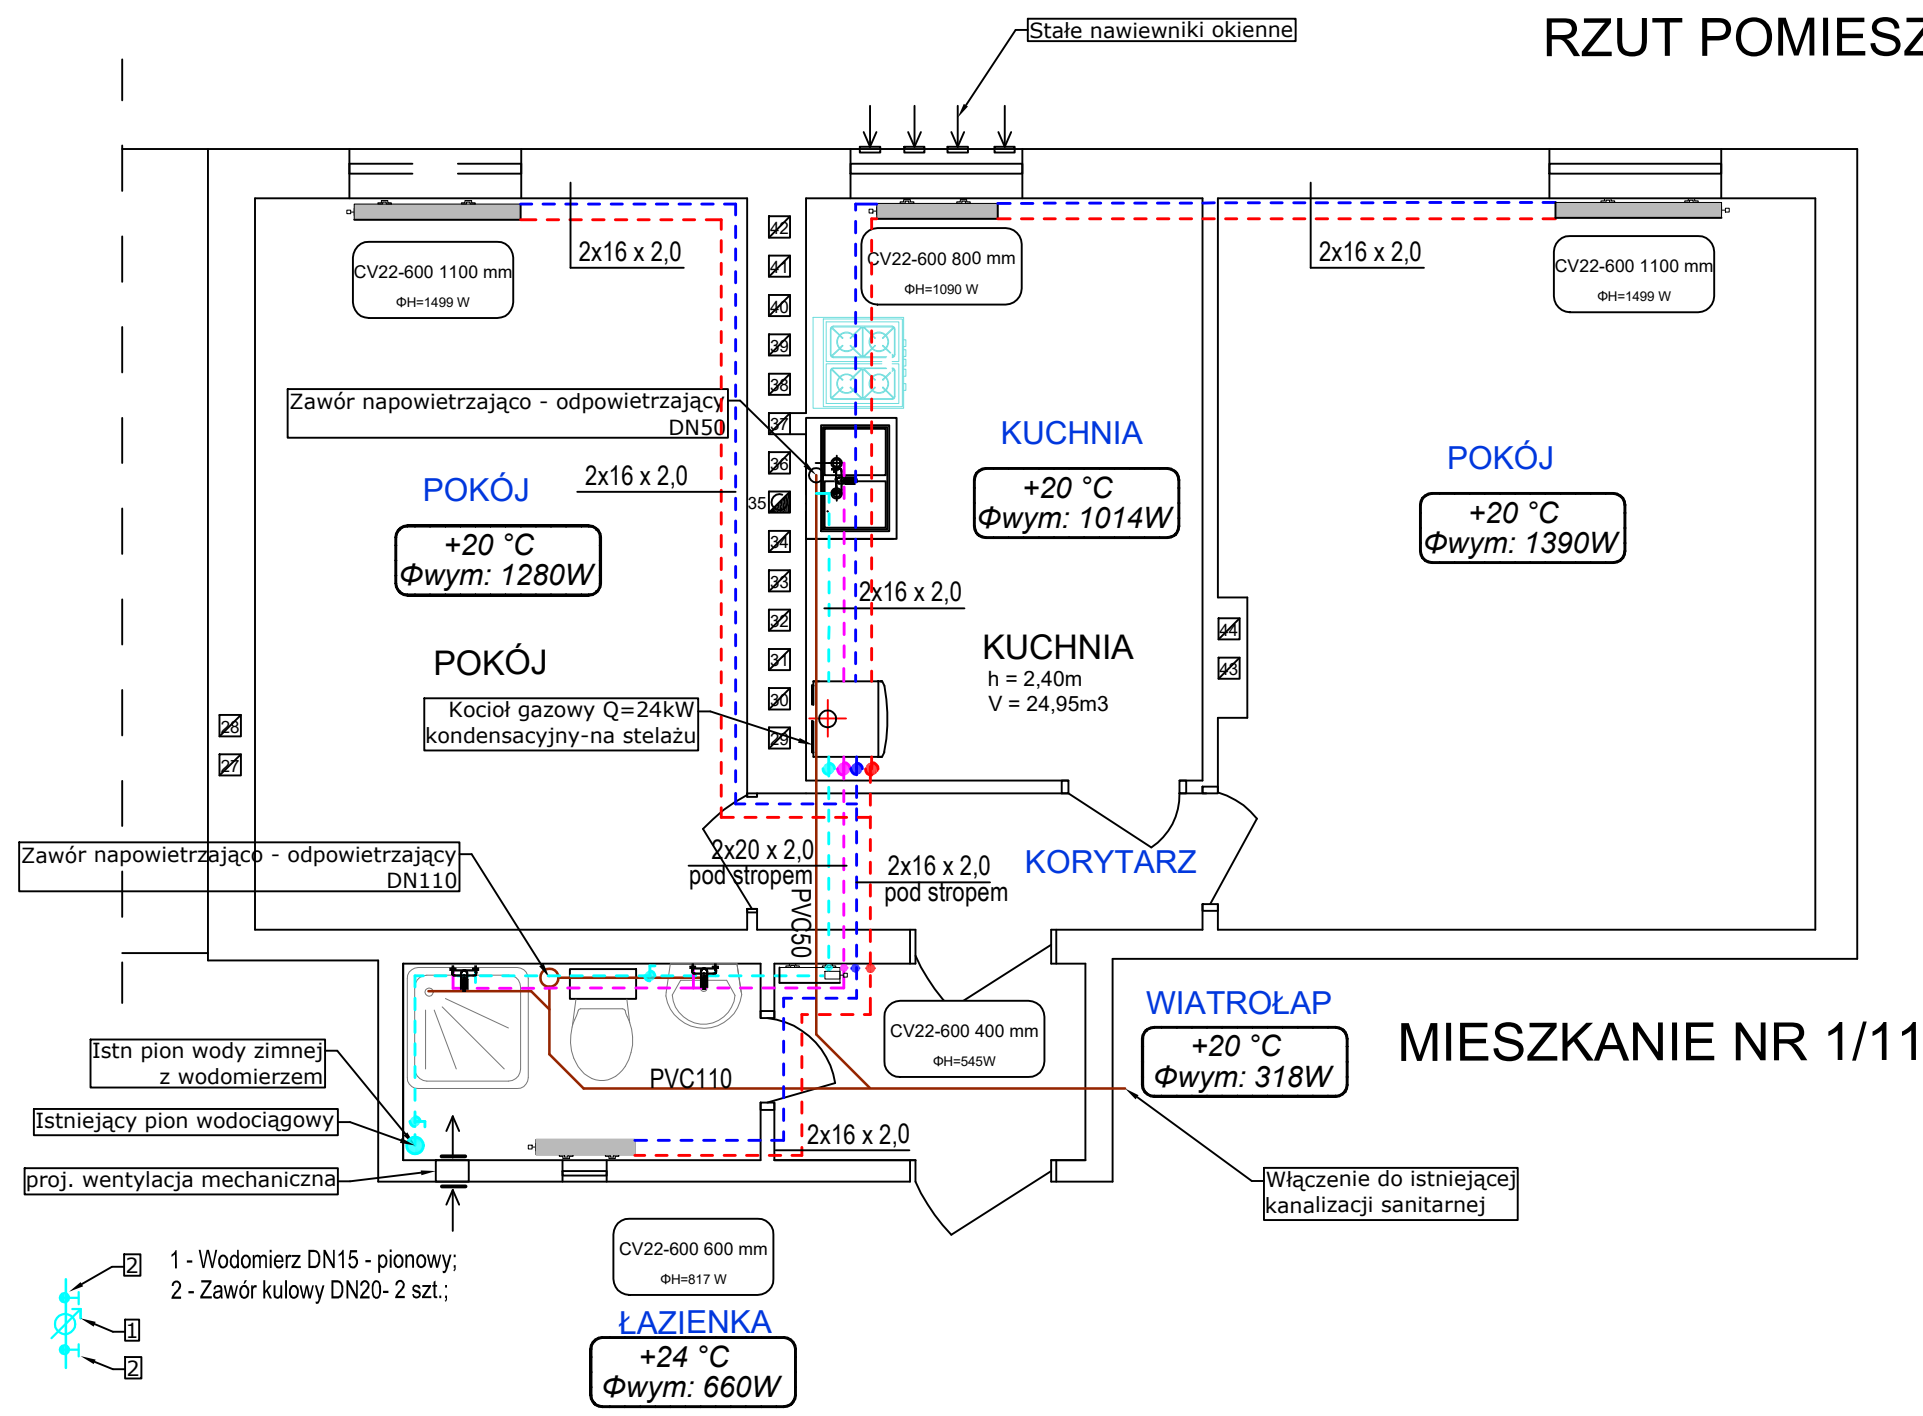 RZUT POMIESZ
Stałe nawiewniki okienne
2x16 x 2,0
2x16 x 2,0
CV22-600 1100 mm
ΦH=1499 W
CV22-600 800 mm
ΦH=1090 W
CV22-600 1100 mm
ΦH=1499 W
42
41
40
39
38
37
36
35
34
33
32
31
30
29
Zawór napowietrzająco - odpowietrzający
DN50
2x16 x 2,0
POKÓJ
+20 °C
Φwym: 1280W
KUCHNIA
+20 °C
Φwym: 1014W
POKÓJ
+20 °C
Φwym: 1390W
2x16 x 2,0
POKÓJ
KUCHNIA
h = 2,40m
V = 24,95m3
44
43
28
27
Kocioł gazowy Q=24kW
kondensacyjny-na stelażu
Zawór napowietrzająco - odpowietrzający
DN110
2x20 x 2,0
pod stropem
2x16 x 2,0
pod stropem
KORYTARZ
PVC50
WIATROŁAP
+20 °C
Φwym: 318W
MIESZKANIE NR 1/11
CV22-600 400 mm
ΦH=545W
Istn pion wody zimnej
z wodomierzem
PVC110
Istniejący pion wodociągowy
2x16 x 2,0
proj. wentylacja mechaniczna
Włączenie do istniejącej
kanalizacji sanitarnej
CV22-600 600 mm
ΦH=817 W
ŁAZIENKA
+24 °C
Φwym: 660W
1 - Wodomierz DN15 - pionowy;
2 - Zawór kulowy DN20- 2 szt.;
2
1
2